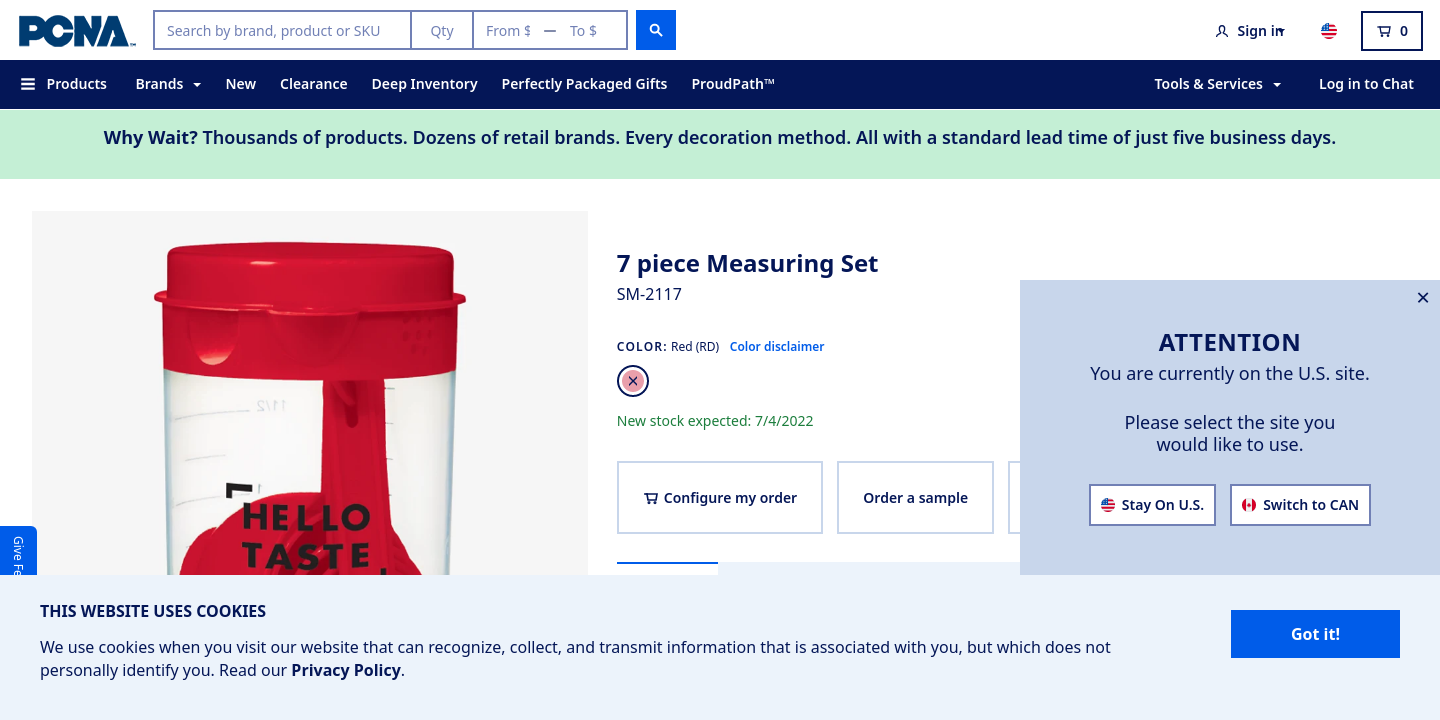 PCNA™
Search by brand, product or SKU
Qty
From $
To $
Sign in
0
Products
Brands
New
Clearance
Deep Inventory
Perfectly Packaged Gifts
ProudPath™
Tools & Services
Log in to Chat
Why Wait? Thousands of products. Dozens of retail brands. Every decoration method. All with a standard lead time of just five business days.
7 piece Measuring Set
SM-2117
COLOR: Red (RD) Color disclaimer
New stock expected: 7/4/2022
Configure my order
Order a sample
HELLO
TASTE,
Give Fe
ATTENTION
You are currently on the U.S. site.
Please select the site you
would like to use.
Stay On U.S.
Switch to CAN
THIS WEBSITE USES COOKIES
We use cookies when you visit our website that can recognize, collect, and transmit information that is associated with you, but which does not
personally identify you. Read our Privacy Policy.
Got it!